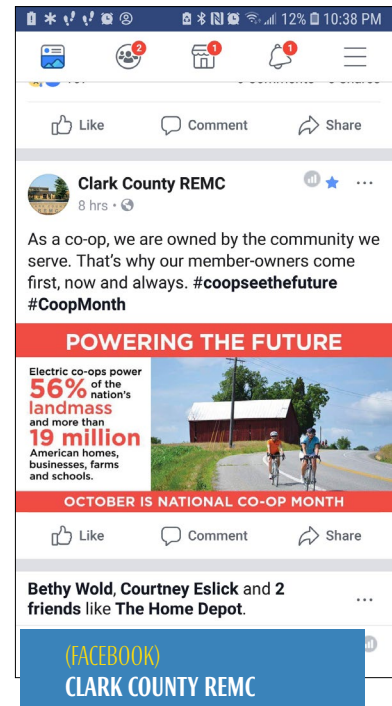 12% 10:38 PM
2 1 1
Like Comment Share
Clark County REMC
8 hrs
As a co-op, we are owned by the community we
serve. That's why our member-owners come
first, now and always. #coopseethefuture
#CoopMonth
POWERING THE FUTURE
Electric co-ops power
56% of the
nation's
landmass
and more than
19 million
American homes,
businesses, farms
and schools.
OCTOBER IS NATIONAL CO-OP MONTH
Like Comment Share
Bethy Wold, Courtney Eslick and 2
friends like The Home Depot.
(FACEBOOK)
CLARK COUNTY REMC